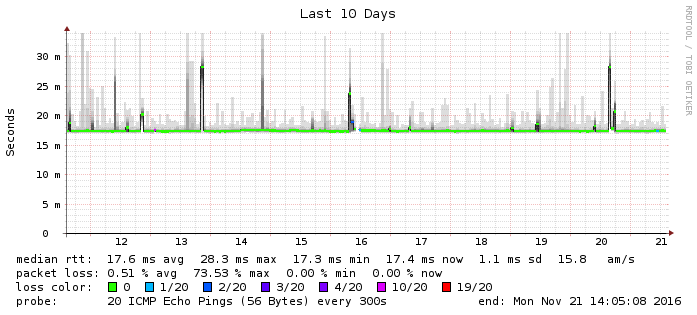 Last 10 Days
RRDTOOL / TOBI OETIKER
Seconds
30 m
25 m
20 m
15 m
10 m
5 m
0
12 13 14 15 16 17 18 19 20 21
median rtt: 17.6 ms avg 28.3 ms max 17.3 ms min 17.4 ms now 1.1 ms sd 15.8 am/s
packet loss: 0.51 % avg 73.53 % max 0.00 % min 0.00 % now
loss color: 0 1/20 2/20 3/20 4/20 10/20 19/20
probe: 20 ICMP Echo Pings (56 Bytes) every 300s end: Mon Nov 21 14:05:08 2016